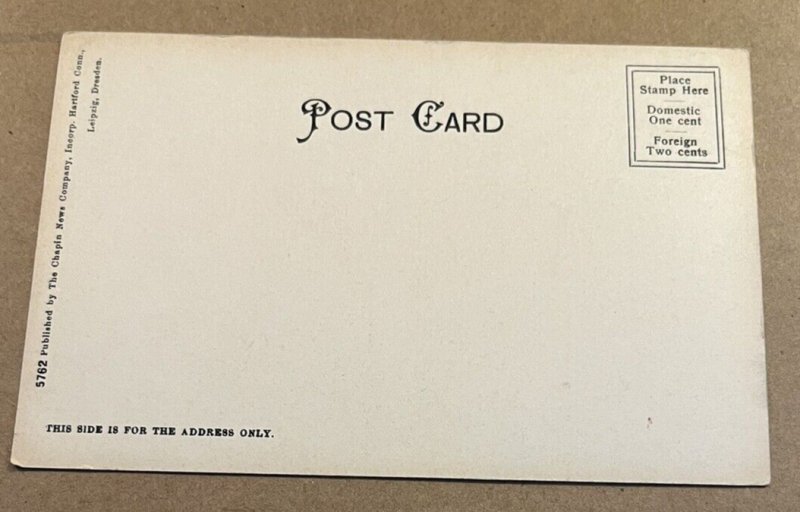 POST CARD
Place
Stamp Here
Domestic
One cent
Foreign
Two cents
5762 Published by The Chapin News Company, Incorp. Hartford Conn.,
Leipzig, Dresden.
THIS SIDE IS FOR THE ADDRESS ONLY.